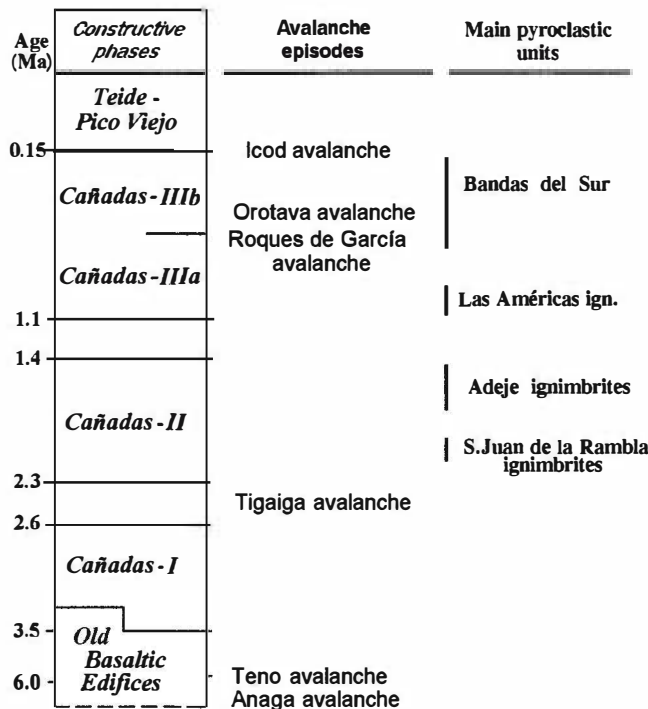 Age
(Ma)
Constructive
phases
Avalanche
episodes
Main pyroclastic
units
Teide -
Pico Viejo
0.15
Icod avalanche
Cañadas-IIIb
Bandas del Sur
Orotava avalanche
Roques de García
avalanche
Cañadas-IIIa
Las Américas ign.
1.1
1.4
Adeje ignimbrites
Cañadas-II
S.Juan de la Rambla
ignimbrites
2.3
Tigaiga avalanche
2.6
Cañadas-I
3.5
Old
Basaltic
Edifices
6.0
Teno avalanche
Anaga avalanche